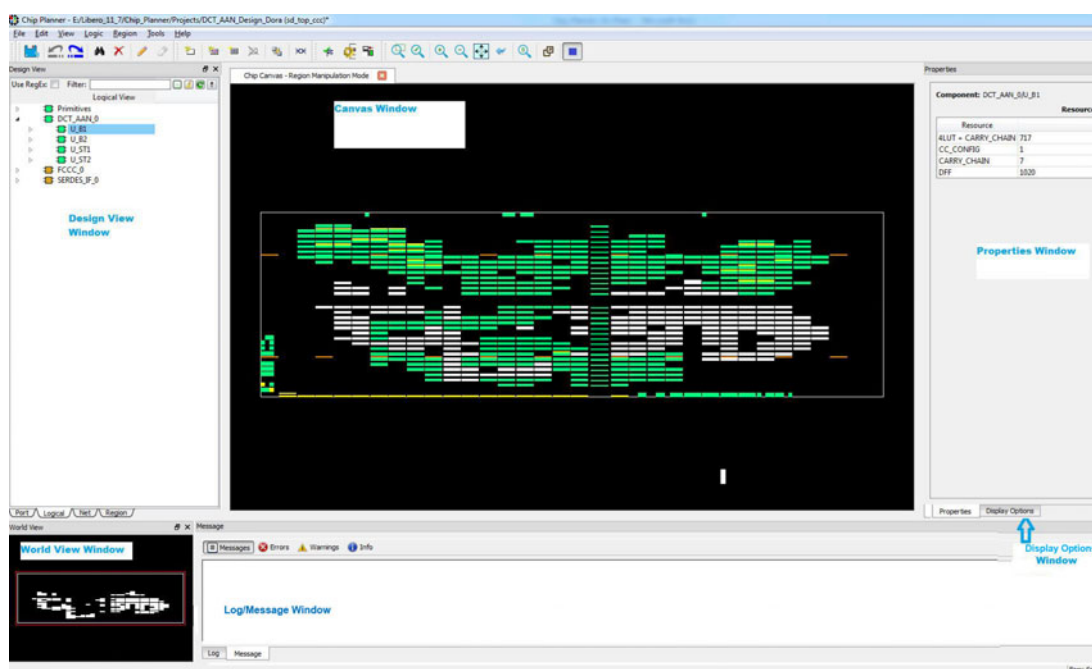 Chip Planner - E:/Libero_11_7/Chip_Planner/Projects/DCT_AAN_Design_Dora (sd_top_ccc)*
File Edit View Logic Region Tools Help
Design View
Use RegEx: Filter:
Logical View
Primitives
DCT_AAN_0
U_B1
U_B2
U_ST1
U_ST2
FCCC_0
SERDES_IF_0
Design View
Window
Port Logical Net Region
Chip Canvas - Region Manipulation Mode
Canvas Window
Properties
Component: DCT_AAN_0/U_B1
Resource
Resource
4LUT + CARRY_CHAIN 717
CC_CONFIG 1
CARRY_CHAIN 7
DFF 1020
Properties Window
Properties Display Options
Display Option
Window
World View
World View Window
Message
Messages Errors Warnings Info
Log/Message Window
Log Message